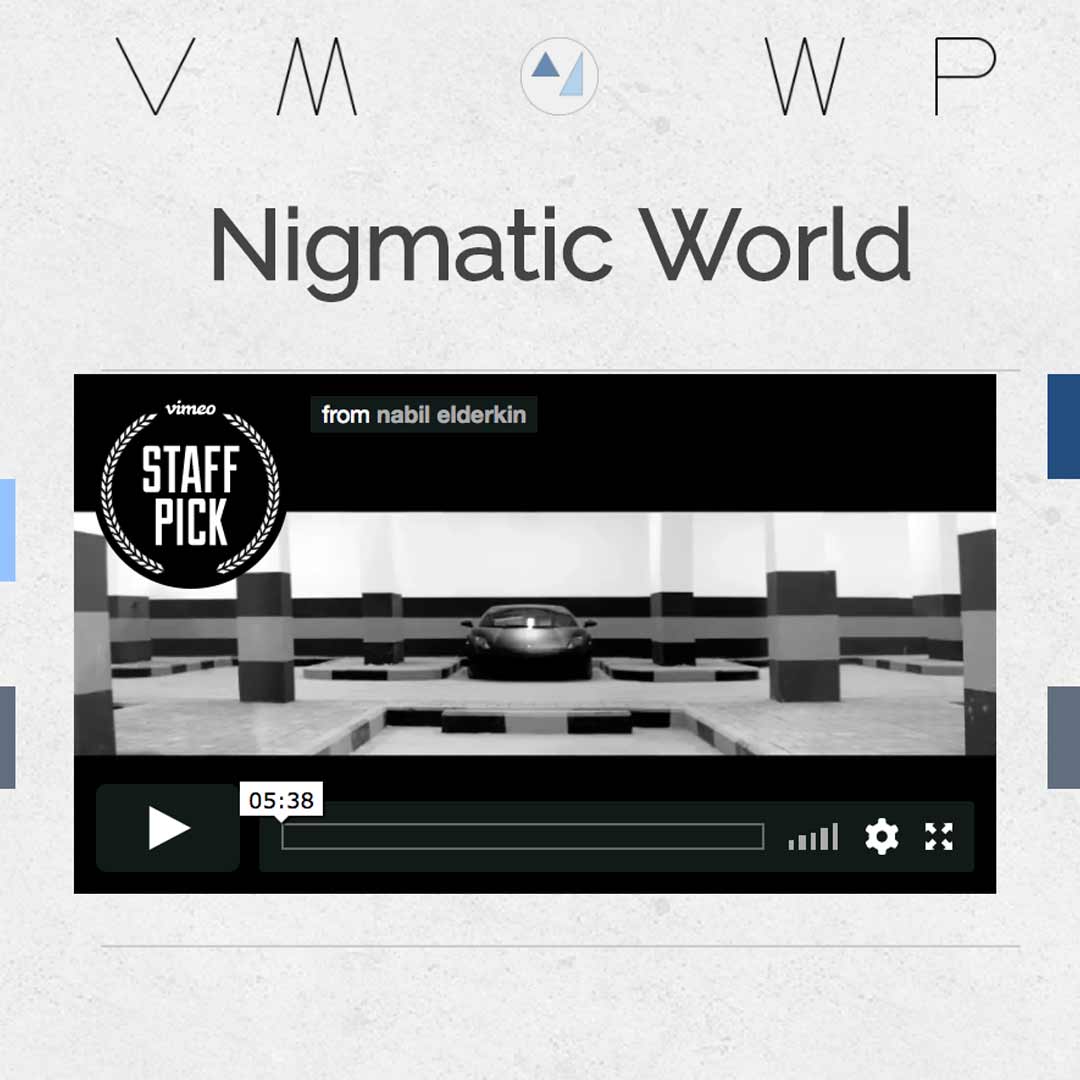 V M W P
Nigmatic World
vimeo
STAFF
PICK
from nabil elderkin
05:38